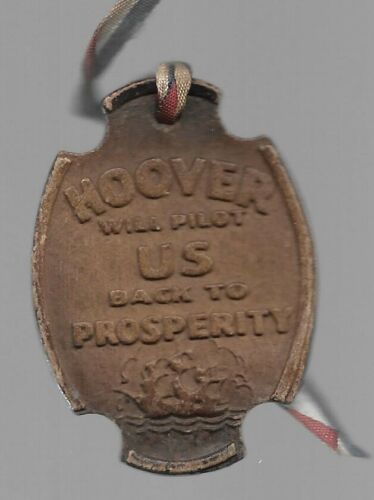 HOOVER
WILL PILOT
US
BACK TO
PROSPERITY